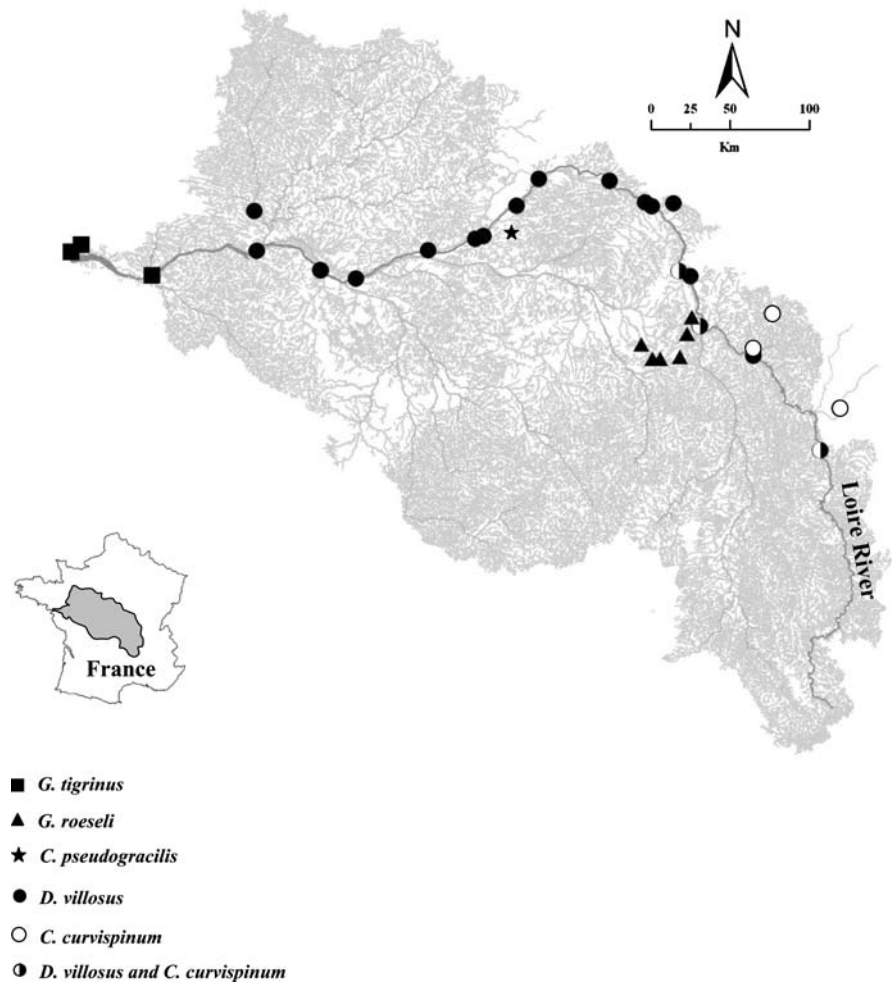 N
0 25 50 100
Km
Loire River
France
G. tigrinus
G. roeseli
C. pseudogracilis
D. villosus
C. curvispinum
D. villosus and C. curvispinum